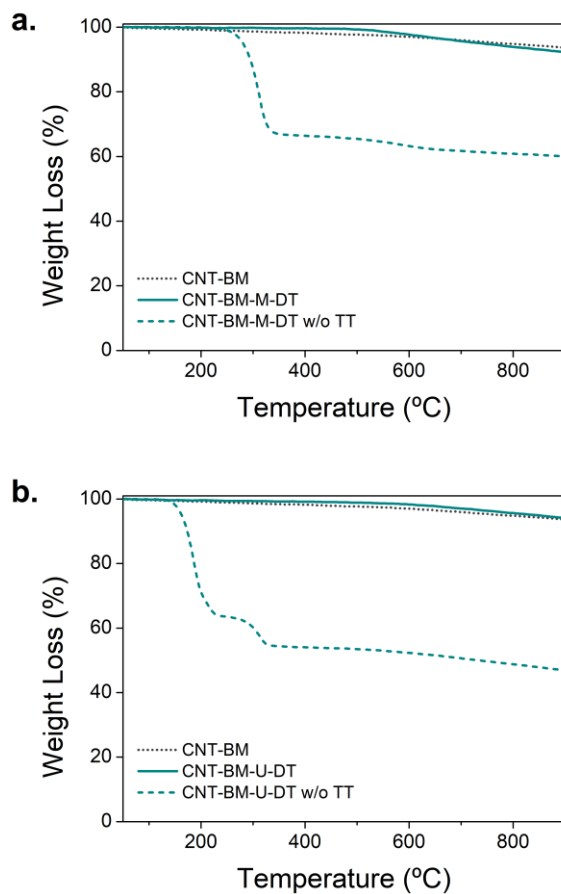 a.
100
80
60
40
20
0
Weight Loss (%)
CNT-BM
CNT-BM-M-DT
CNT-BM-M-DT w/o TT
200 400 600 800
Temperature (ºC)
b.
100
80
60
40
20
0
Weight Loss (%)
CNT-BM
CNT-BM-U-DT
CNT-BM-U-DT w/o TT
200 400 600 800
Temperature (ºC)